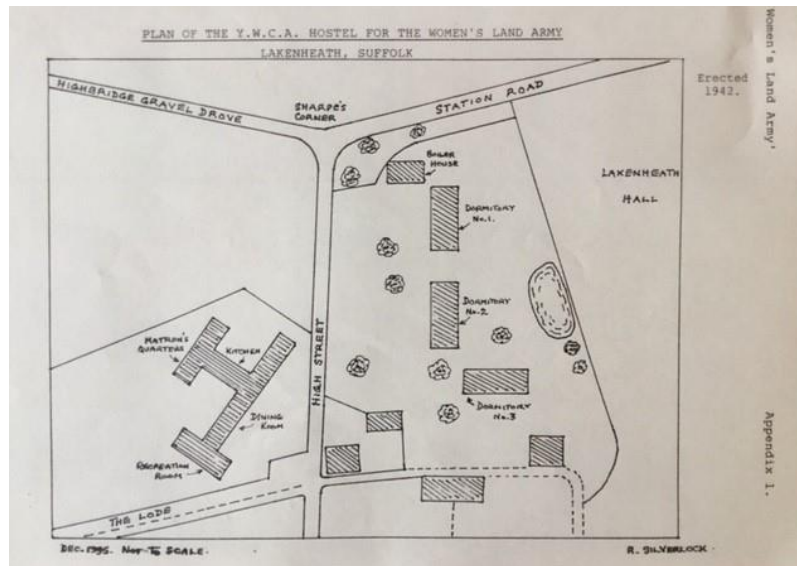 PLAN OF THE Y.W.C.A. HOSTEL FOR THE WOMEN'S LAND ARMY
LAKENHEATH, SUFFOLK
Women's Land Army'
Erected
1942.
HIGHBRIDGE GRAVEL DROVE
SHARPE'S
CORNER
STATION ROAD
BOILER
HOUSE
LAKENHEATH
HALL
DORMITORY
No.1.
DORMITORY
No.2
MATRON'S
QUARTERS
KITCHEN
HIGH STREET
DINING
ROOM
DORMITORY
No.3
RECREATION
ROOM
THE LODE
Appendix 1.
DEC. 1995. NOT TO SCALE.
R. SILVERLOCK.